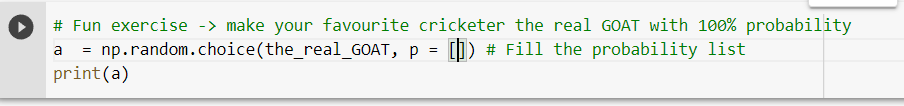 # Fun exercise -> make your favourite cricketer the real GOAT with 100% probability
a  = np.random.choice(the_real_GOAT, p = []) # Fill the probability list
print(a)